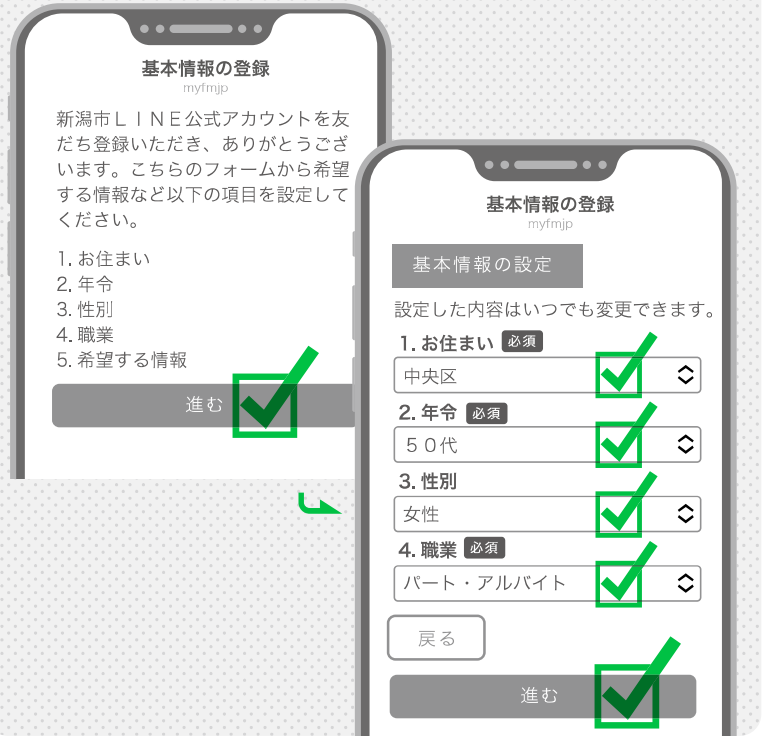 基本情報の登録
myfmjp
新潟市ＬＩＮＥ公式アカウントを友
だち登録いただき、ありがとうござ
います。こちらのフォームから希望
する情報など以下の項目を設定して
ください。
1. お住まい
2. 年令
3. 性別
4. 職業
5. 希望する情報
進む
基本情報の登録
myfmjp
基本情報の設定
設定した内容はいつでも変更できます。
1. お住まい 必須
中央区
2. 年令 必須
５０代
3. 性別
女性
4. 職業 必須
パート・アルバイト
戻る
進む